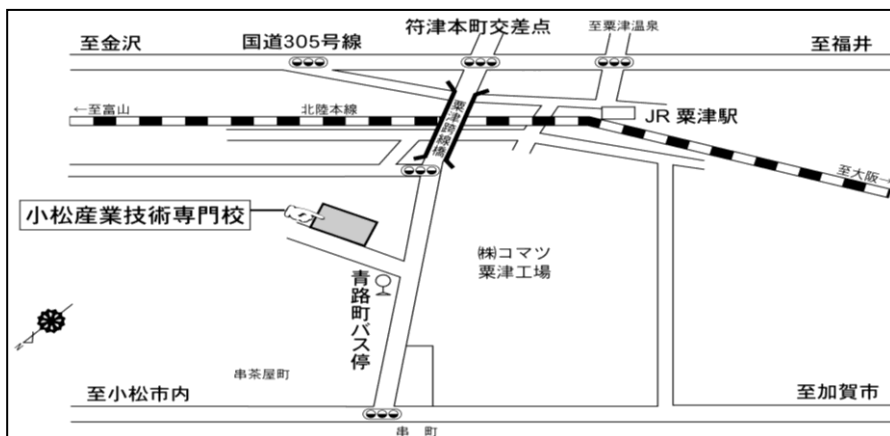 符津本町交差点
至金沢
国道305号線
至粟津温泉
至福井
←至富山
北陸本線
粟津跨線橋
JR 粟津駅
至大阪→
小松産業技術専門校
㈱コマツ
粟津工場
青路町バス停
N
串茶屋町
至小松市内
至加賀市
串 町